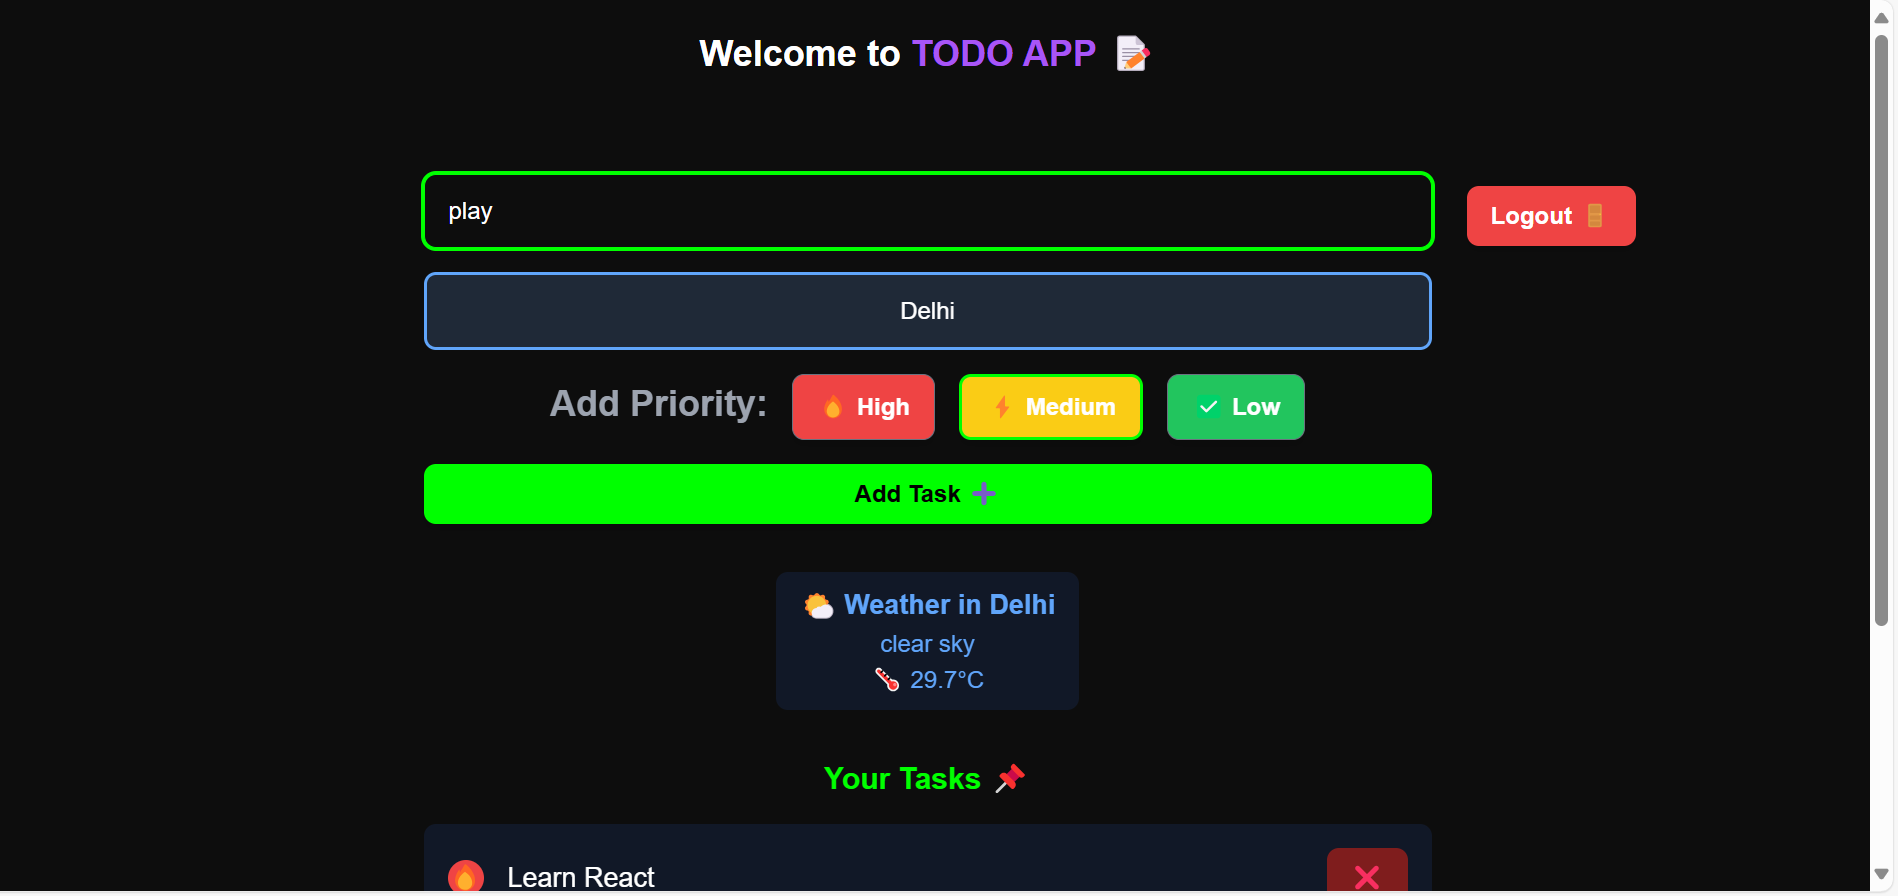 Welcome to TODO APP 📝
play
Logout 🚪
Delhi
Add Priority: 🔥 High ⚡ Medium ✅ Low
Add Task ➕
🌤️ Weather in Delhi
clear sky
🌡️ 29.7°C
Your Tasks 📌
🔥 Learn React ❌